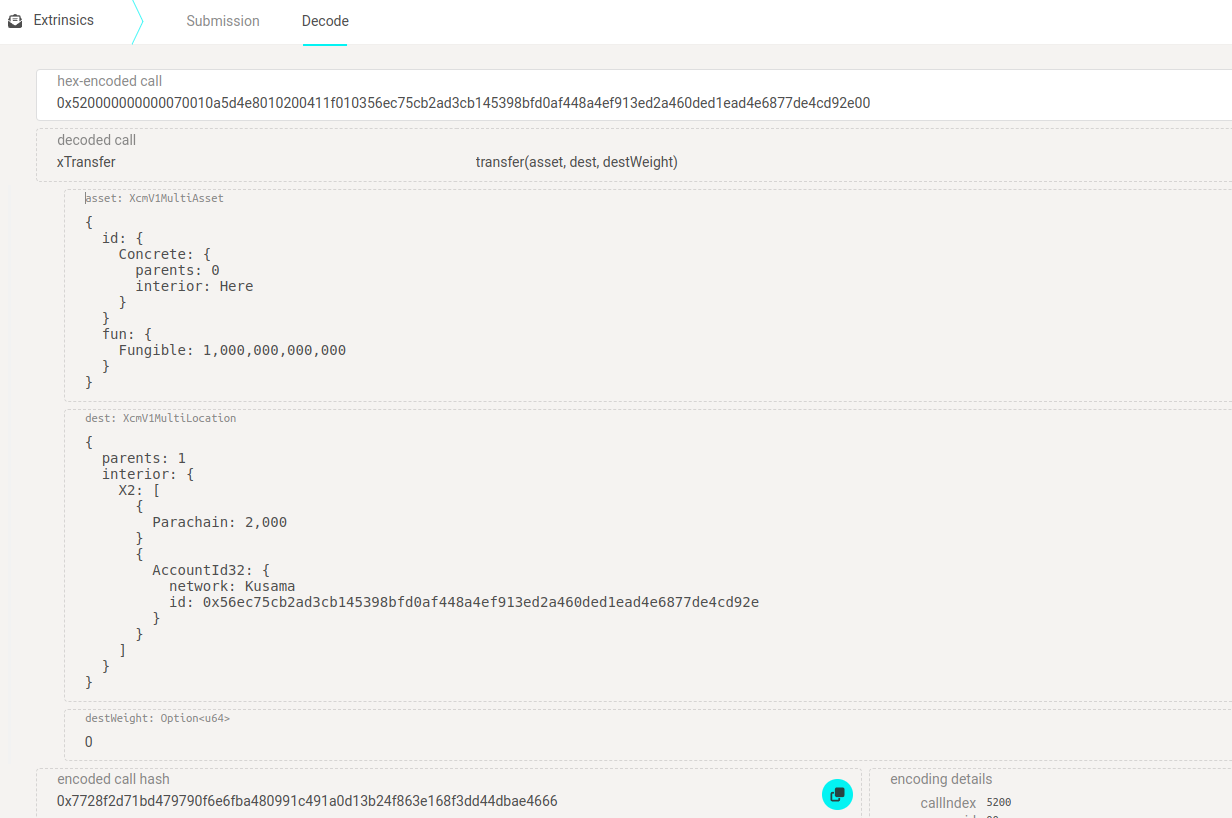 Extrinsics Submission Decode
hex-encoded call
0x520000000000070010a5d4e8010200411f010356ec75cb2ad3cb145398bfd0af448a4ef913ed2a460ded1ead4e6877de4cd92e00
decoded call
xTransfer transfer(asset, dest, destWeight)
asset: XcmV1MultiAsset
{
id: {
Concrete: {
parents: 0
interior: Here
}
}
fun: {
Fungible: 1,000,000,000,000
}
}
dest: XcmV1MultiLocation
{
parents: 1
interior: {
X2: [
{
Parachain: 2,000
}
{
AccountId32: {
network: Kusama
id: 0x56ec75cb2ad3cb145398bfd0af448a4ef913ed2a460ded1ead4e6877de4cd92e
}
}
]
}
}
destWeight: Option<u64>
0
encoded call hash
0x7728f2d71bd479790f6e6fba480991c491a0d13b24f863e168f3dd44dbae4666
encoding details
callIndex 5200